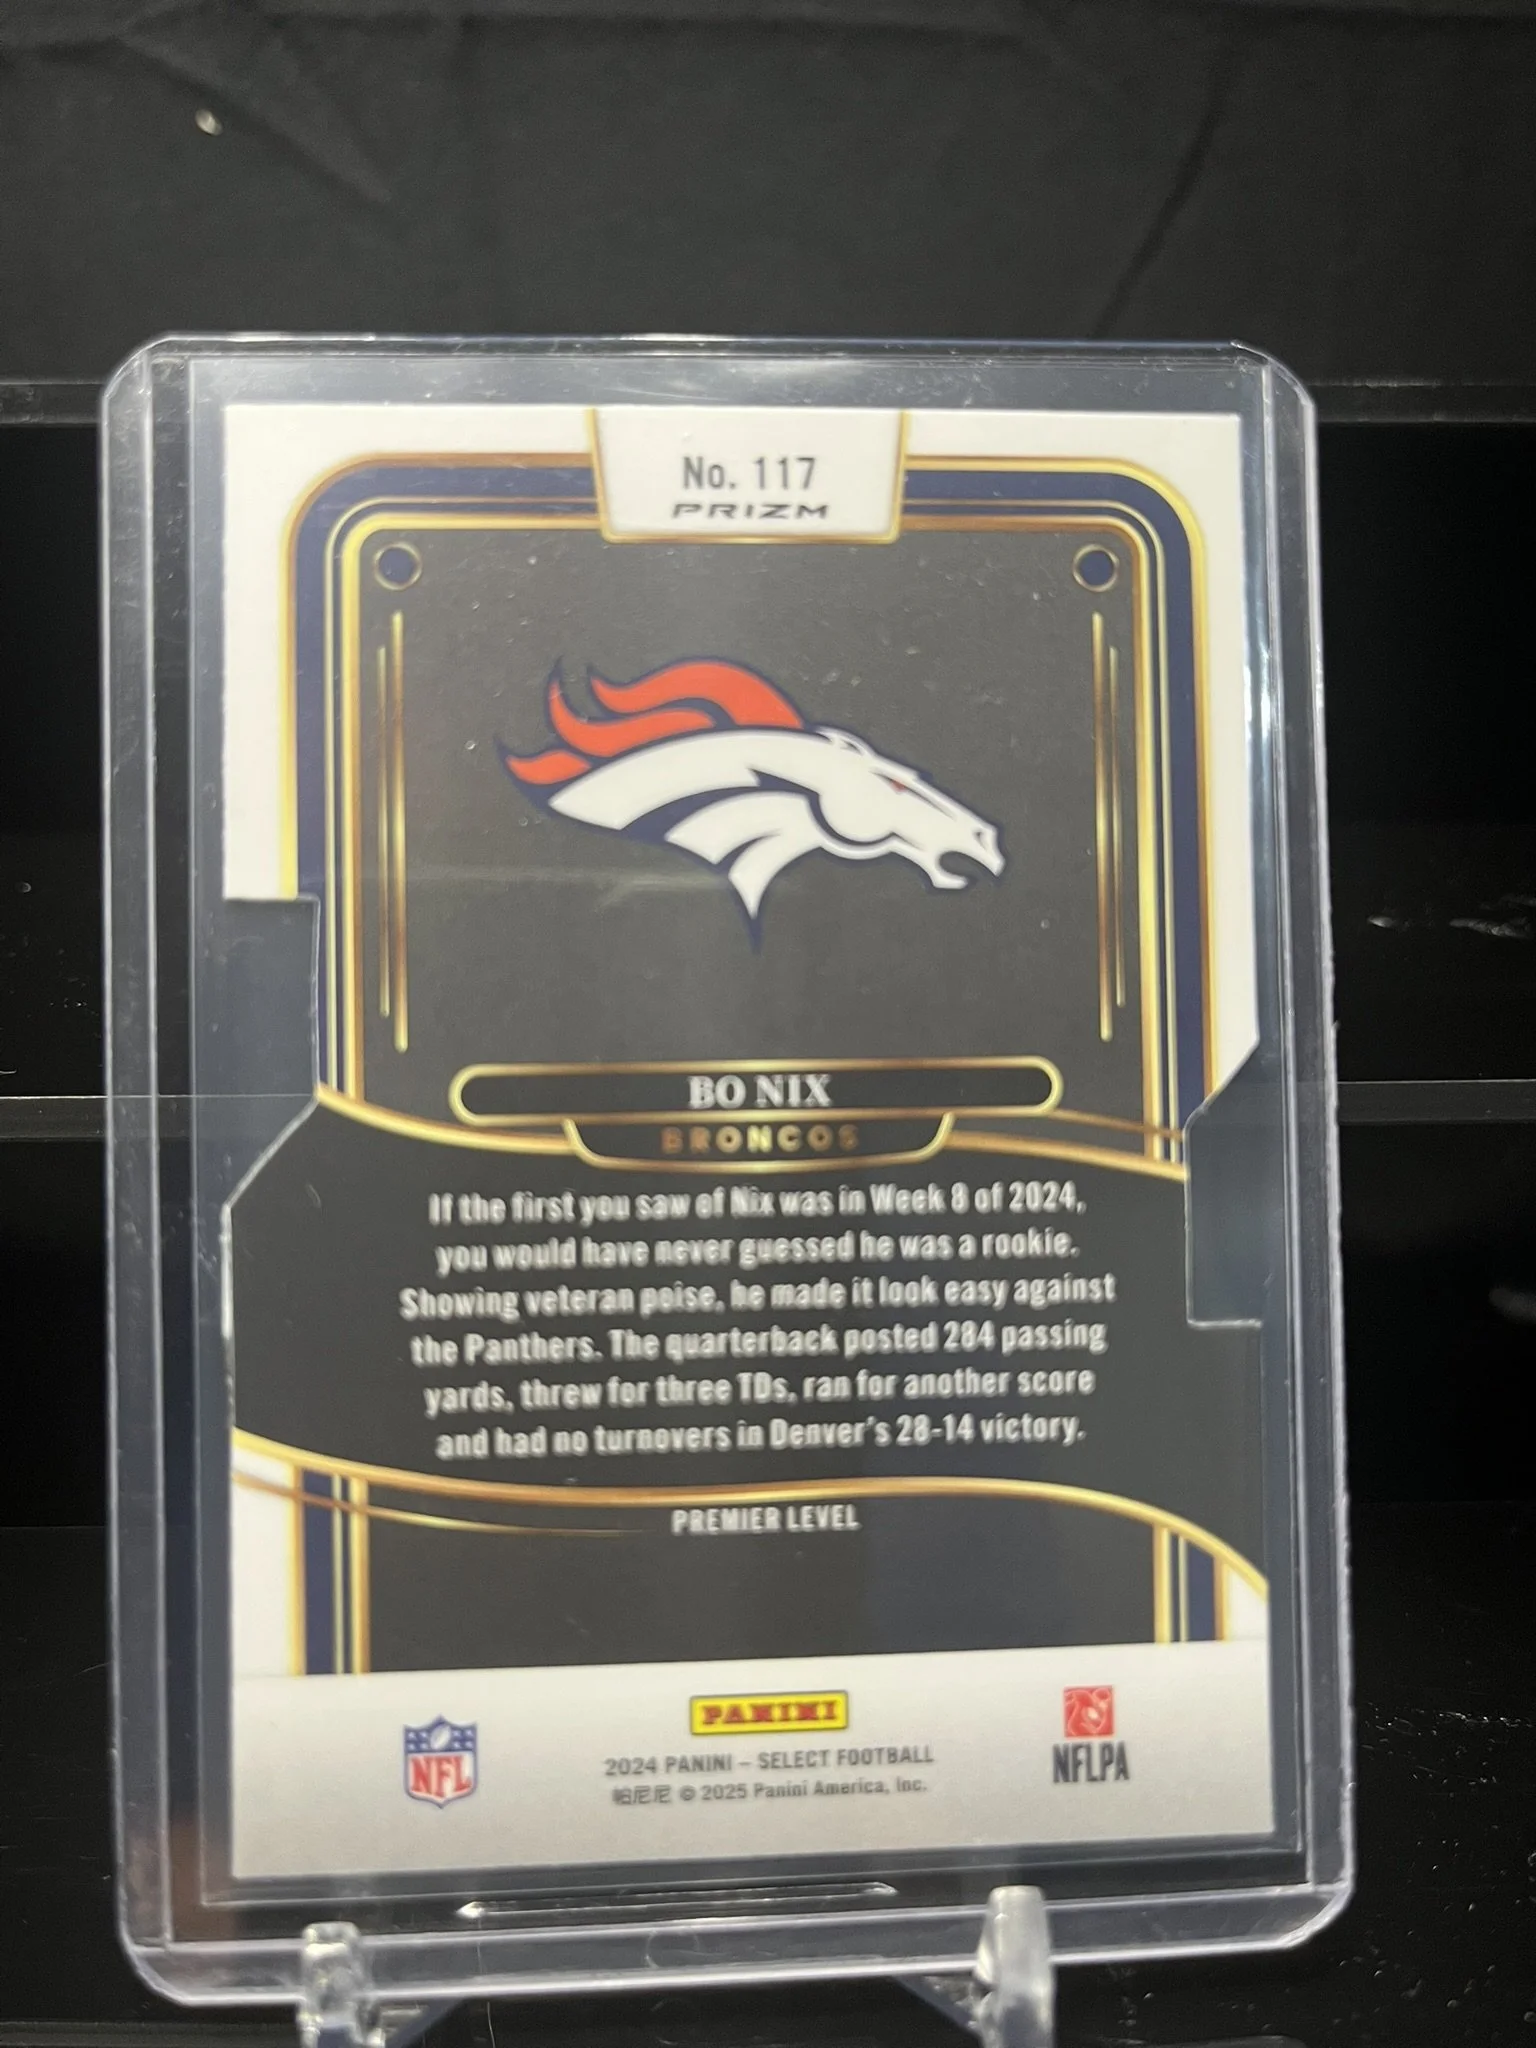 No. 117
PRIZM
BO NIX
BRONCOS
If the first you saw of Nix was in Week 8 of 2024,
you would have never guessed he was a rookie.
Showing veteran poise, he made it look easy against
the Panthers. The quarterback posted 284 passing
yards, threw for three TDs, ran for another score
and had no turnovers in Denver's 28-14 victory.
PREMIER LEVEL
PANINI
NFL
2024 PANINI – SELECT FOOTBALL
帕尼尼 © 2025 Panini America, Inc.
NFLPA